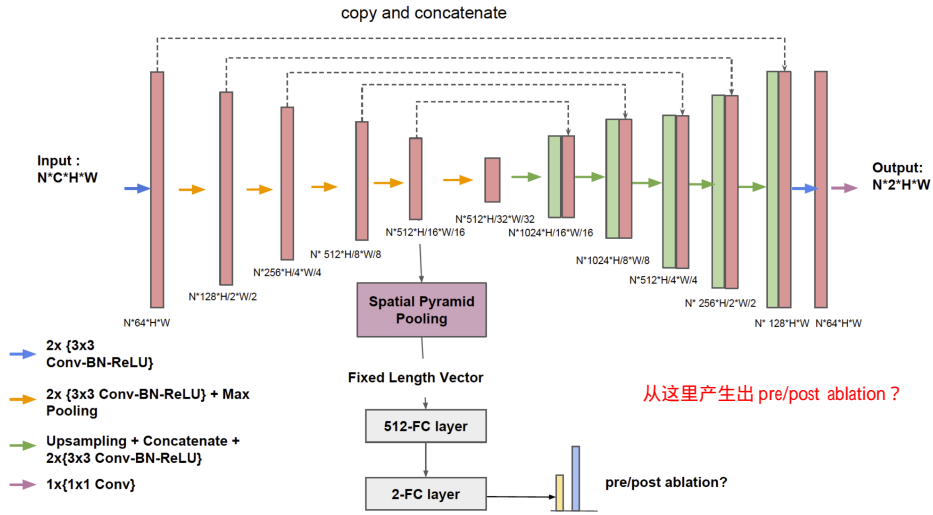 copy and concatenate
Input :
N*C*H*W
Output:
N*2*H*W
N*64*H*W
N*128*H/2*W/2
N*256*H/4*W/4
N* 512*H/8*W/8
N*512*H/16*W/16
N*512*H/32*W/32
N*1024*H/16*W/16
N*1024*H/8*W/8
N*512*H/4*W/4
N* 256*H/2*W/2
N* 128*H*W
N*64*H*W
Spatial Pyramid
Pooling
Fixed Length Vector
512-FC layer
2-FC layer
pre/post ablation?
从这里产生出 pre/post ablation？
2x {3x3
Conv-BN-ReLU}
2x {3x3 Conv-BN-ReLU} + Max
Pooling
Upsampling + Concatenate +
2x{3x3 Conv-BN-ReLU}
1x{1x1 Conv}